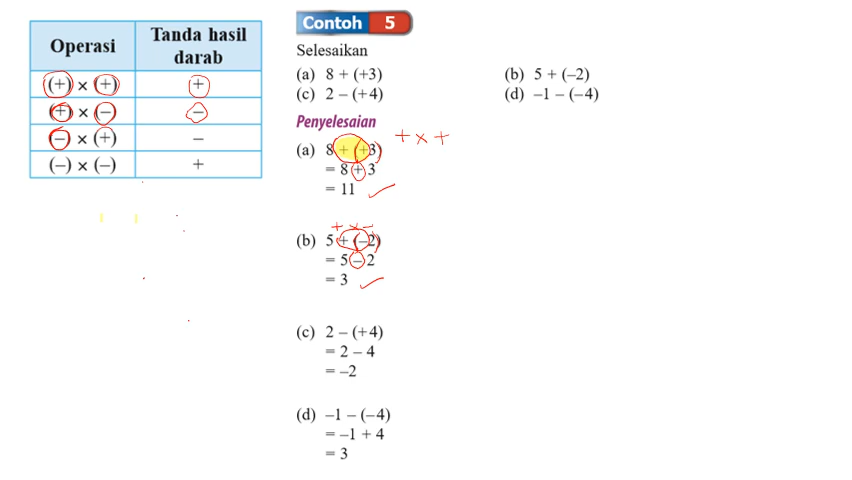 Operasi Tanda hasil darab
(+) × (+) +
(+) × (–) –
(–) × (+) –
(–) × (–) +
Contoh 5
Selesaikan
(a) 8 + (+3) (b) 5 + (–2)
(c) 2 – (+4) (d) –1 – (–4)
Penyelesaian
+ × +
(a) 8 + (+3)
= 8 + 3
= 11
+ × –
(b) 5 + (–2)
= 5 – 2
= 3
(c) 2 – (+4)
= 2 – 4
= –2
(d) –1 – (–4)
= –1 + 4
= 3